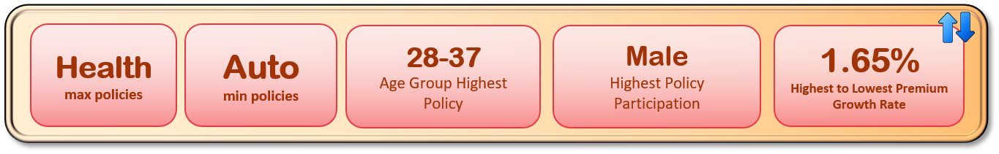 Health
max policies
Auto
min policies
28-37
Age Group Highest
Policy
Male
Highest Policy
Participation
1.65%
Highest to Lowest Premium
Growth Rate